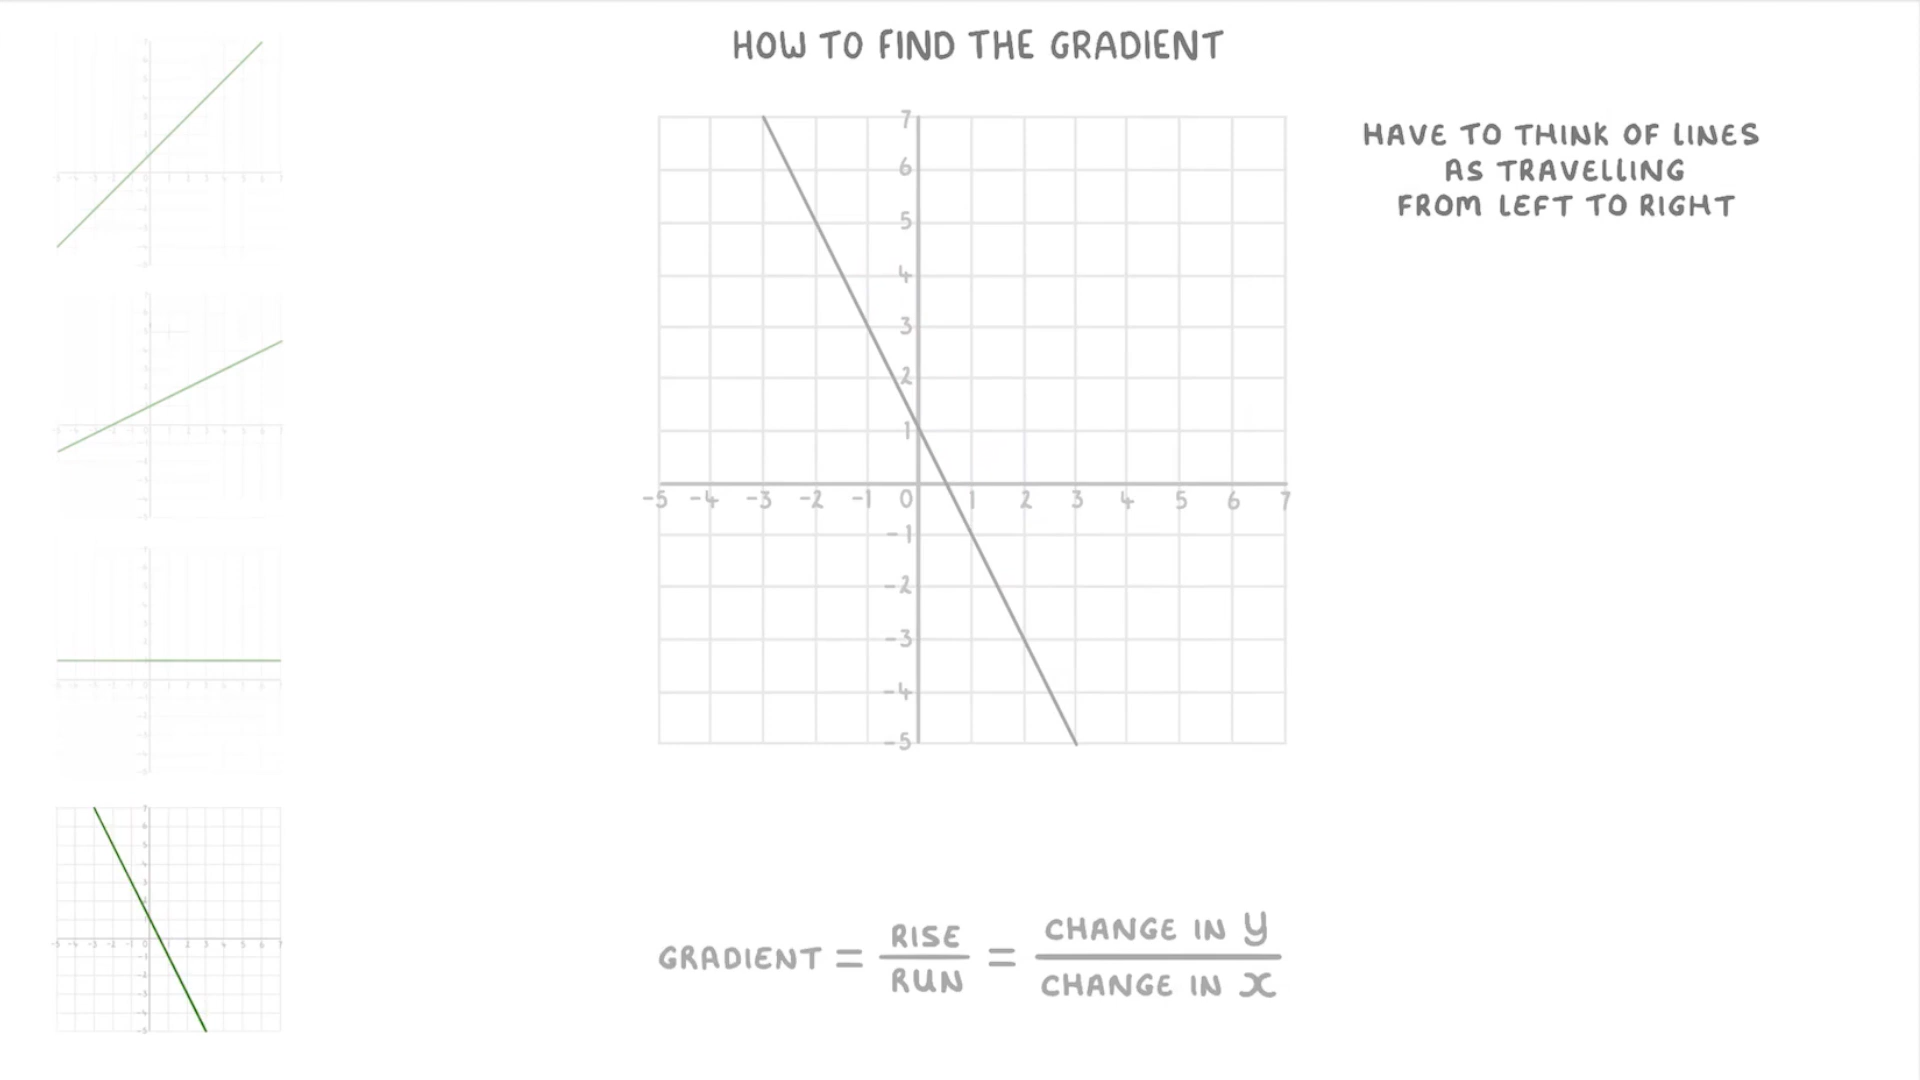 HOW TO FIND THE GRADIENT
HAVE TO THINK OF LINES
AS TRAVELLING
FROM LEFT TO RIGHT
7
6
5
4
3
2
1
-5 -4 -3 -2 -1 0 1 2 3 4 5 6 7
-1
-2
-3
-4
-5
GRADIENT = RISE / RUN = CHANGE IN y / CHANGE IN x